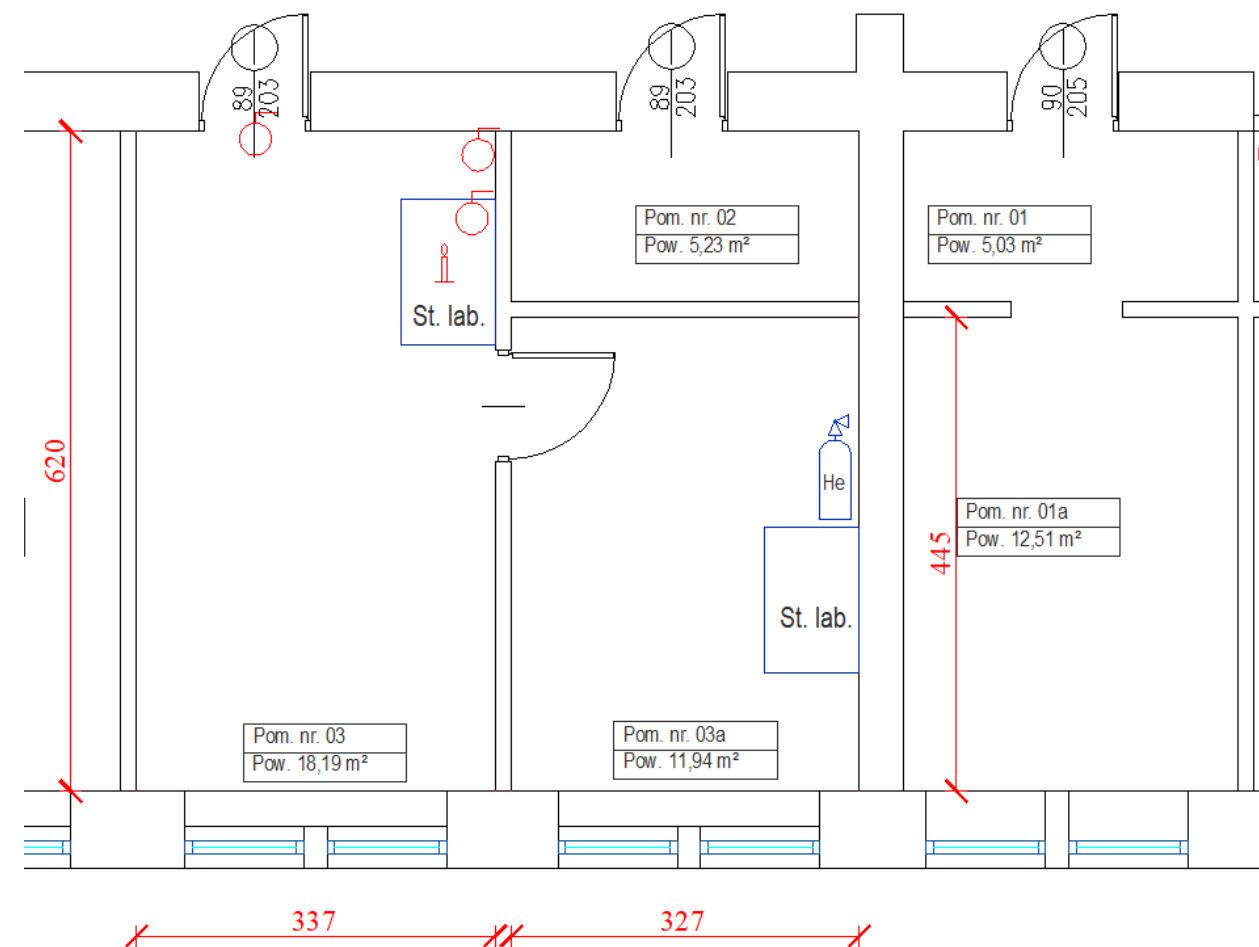 89
203
89
203
90
205
Pom. nr. 02
Pow. 5,23 m²
Pom. nr. 01
Pow. 5,03 m²
St. lab.
620
He
Pom. nr. 01a
Pow. 12,51 m²
445
St. lab.
Pom. nr. 03
Pow. 18,19 m²
Pom. nr. 03a
Pow. 11,94 m²
337
327